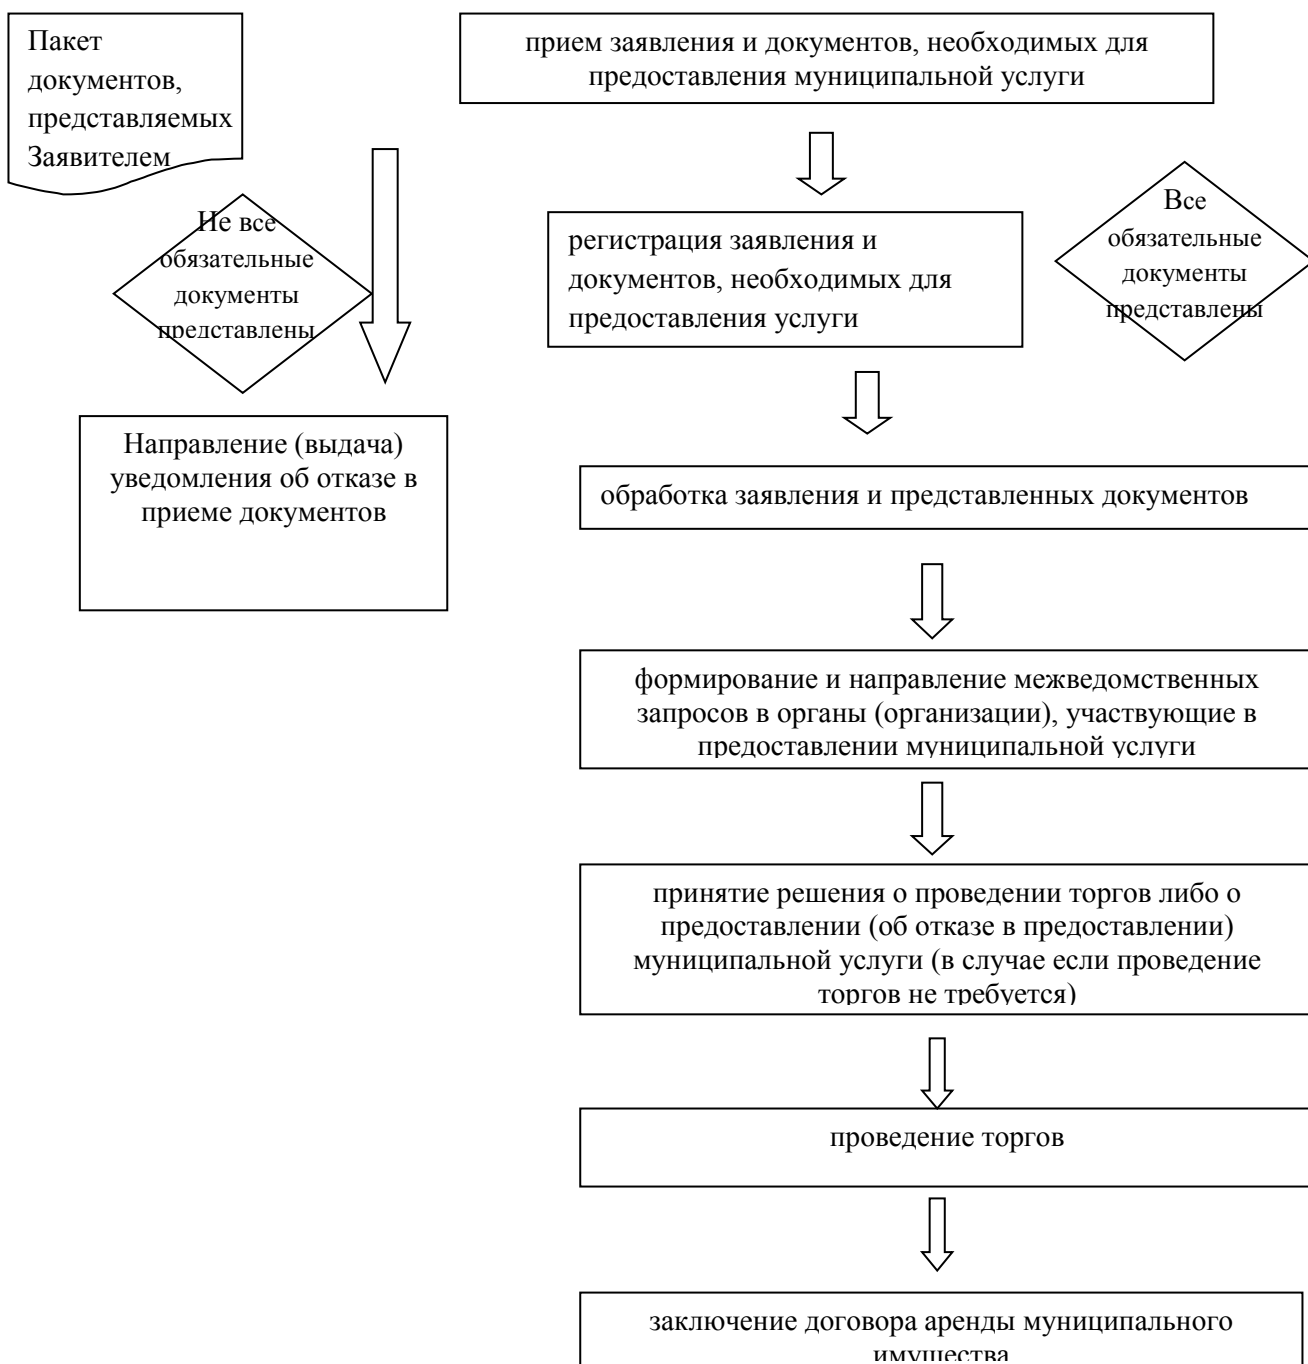 Пакет
документов,
представляемых
Заявителем
прием заявления и документов, необходимых для
предоставления муниципальной услуги
Не все
обязательные
документы
представлены
регистрация заявления и
документов, необходимых для
предоставления услуги
Все
обязательные
документы
представлены
Направление (выдача)
уведомления об отказе в
приеме документов
обработка заявления и представленных документов
формирование и направление межведомственных
запросов в органы (организации), участвующие в
предоставлении муниципальной услуги
принятие решения о проведении торгов либо о
предоставлении (об отказе в предоставлении)
муниципальной услуги (в случае если проведение
торгов не требуется)
проведение торгов
заключение договора аренды муниципального
имущества